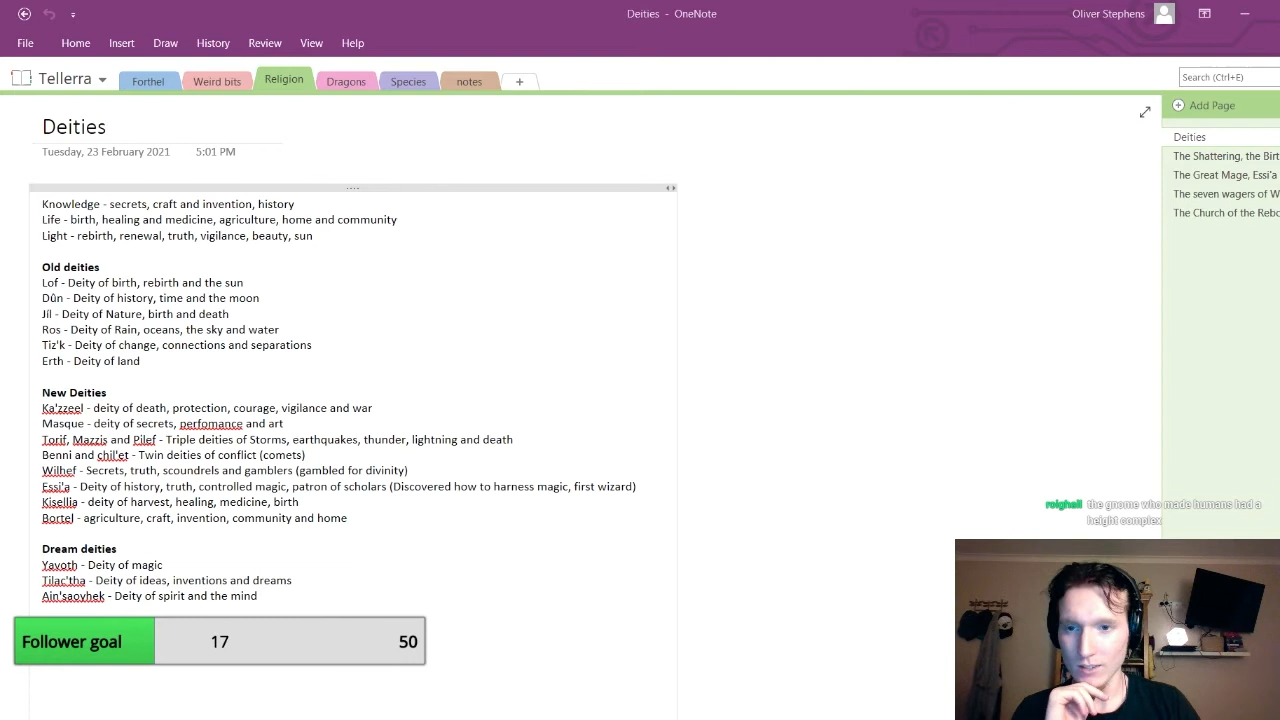 Deities - OneNote
Oliver Stephens
File Home Insert Draw History Review View Help
Tellerra
Forthel
Weird bits
Religion
Dragons
Species
notes
+
Search (Ctrl+E)
Add Page
Deities
The Shattering, the Birt
The Great Mage, Essi'a
The seven wagers of W
The Church of the Rebo
Deities
Tuesday, 23 February 2021 5:01 PM
Knowledge - secrets, craft and invention, history
Life - birth, healing and medicine, agriculture, home and community
Light - rebirth, renewal, truth, vigilance, beauty, sun
Old deities
Lof - Deity of birth, rebirth and the sun
Dûn - Deity of history, time and the moon
Jíl - Deity of Nature, birth and death
Ros - Deity of Rain, oceans, the sky and water
Tiz'k - Deity of change, connections and separations
Erth - Deity of land
New Deities
Ka'zzeel - deity of death, protection, courage, vigilance and war
Masque - deity of secrets, perfomance and art
Torif, Mazzis and Pilef - Triple deities of Storms, earthquakes, thunder, lightning and death
Benni and chil'et - Twin deities of conflict (comets)
Wilhef - Secrets, truth, scoundrels and gamblers (gambled for divinity)
Essi'a - Deity of history, truth, controlled magic, patron of scholars (Discovered how to harness magic, first wizard)
Kisellia - deity of harvest, healing, medicine, birth
Bortel - agriculture, craft, invention, community and home
Dream deities
Yavoth - Deity of magic
Tilac'tha - Deity of ideas, inventions and dreams
Ain'saovhek - Deity of spirit and the mind
roigheil the gnome who made humans had a
height complex
Follower goal 17 50